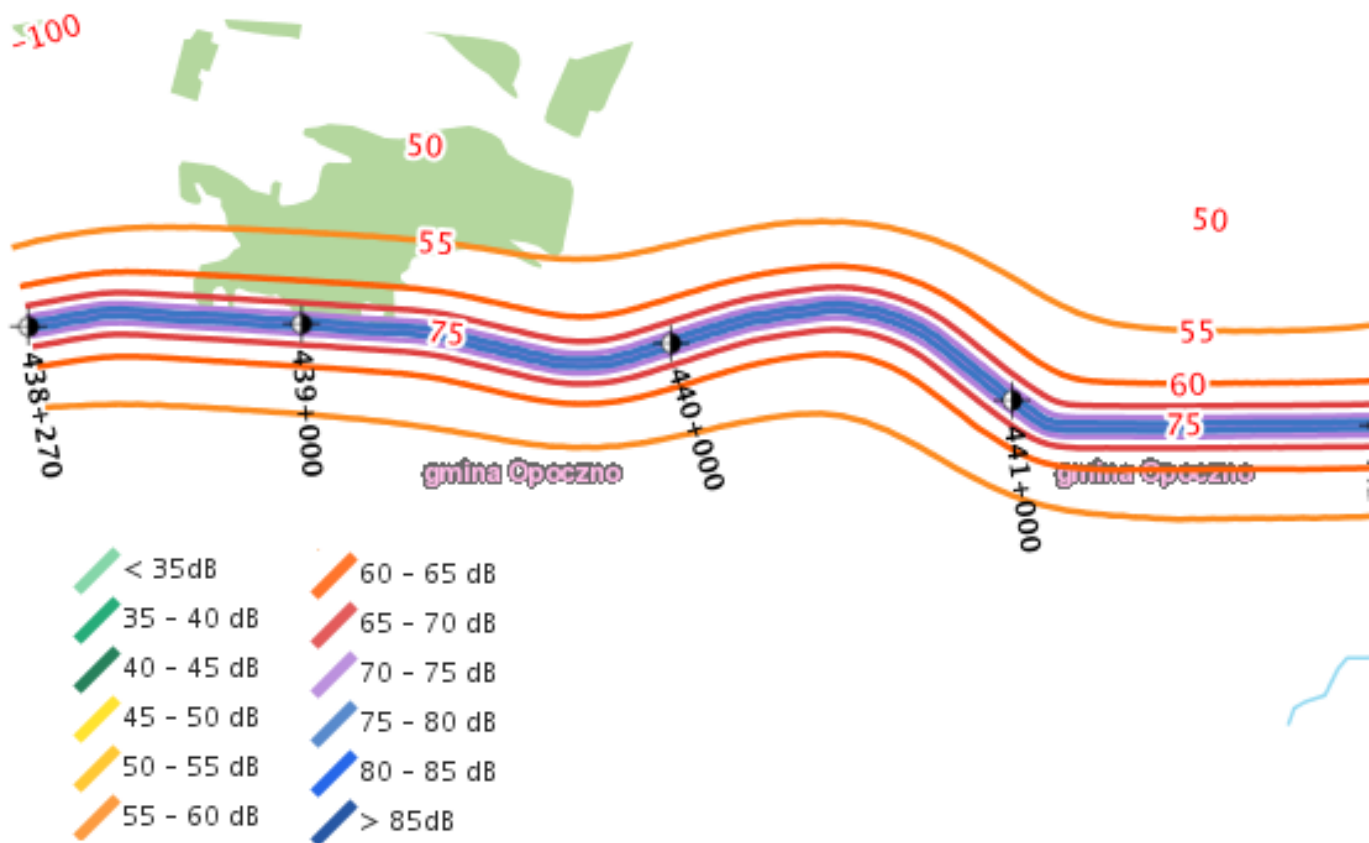 -100
50
50
55
55
75
60
75
438+270
439+000
440+000
441+000
gmina Opoczno
gmina Opoczno
< 35dB
35 - 40 dB
40 - 45 dB
45 - 50 dB
50 - 55 dB
55 - 60 dB
60 - 65 dB
65 - 70 dB
70 - 75 dB
75 - 80 dB
80 - 85 dB
> 85dB